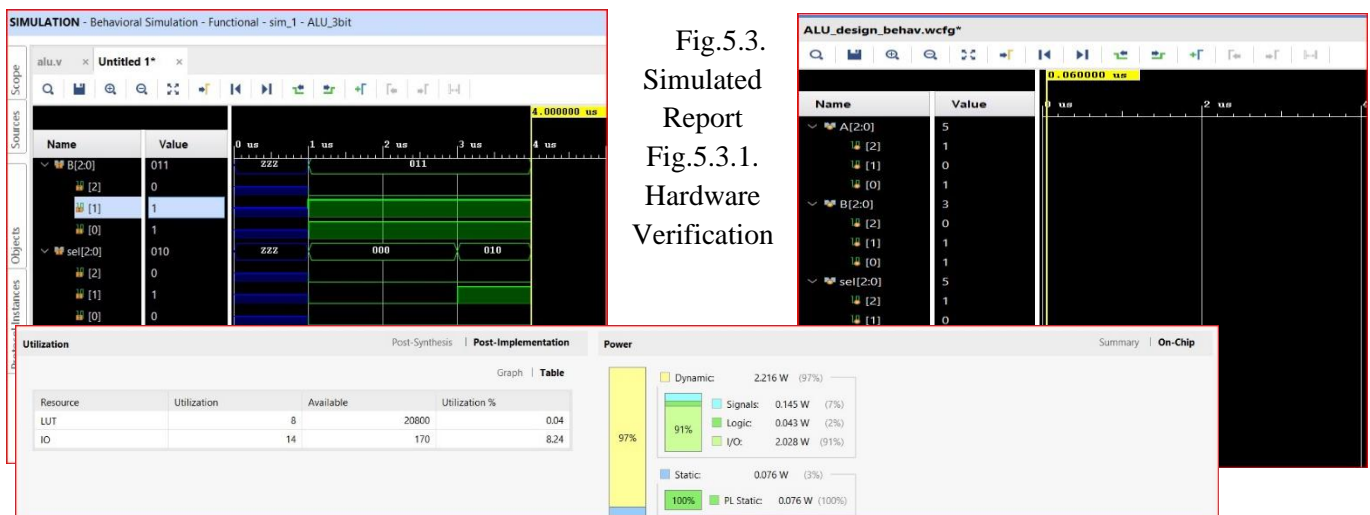 SIMULATION - Behavioral Simulation - Functional - sim_1 - ALU_3bit
alu.v × Untitled 1* ×
Scope
Sources
Objects
4.000000 us
Name Value 0 us 1 us 2 us 3 us 4 us
B[2:0] 011 ZZZ 011
[2] 0
[1] 1
[0] 1
sel[2:0] 010 ZZZ 000 010
[2] 0
[1] 1
[0] 0
Fig.5.3.
Simulated
Report
Fig.5.3.1.
Hardware
Verification
ALU_design_behav.wcfg*
0.060000 us
Name Value 0 us 2 us
A[2:0] 5
[2] 1
[1] 0
[0] 1
B[2:0] 3
[2] 0
[1] 1
[0] 1
sel[2:0] 5
[2] 1
[1] 0
Utilization Post-Synthesis | Post-Implementation
Graph | Table
Resource Utilization Available Utilization %
LUT 8 20800 0.04
IO 14 170 8.24
Power Summary | On-Chip
97%
Dynamic: 2.216 W (97%)
91%
Signals: 0.145 W (7%)
Logic: 0.043 W (2%)
I/O: 2.028 W (91%)
Static: 0.076 W (3%)
100% PL Static: 0.076 W (100%)